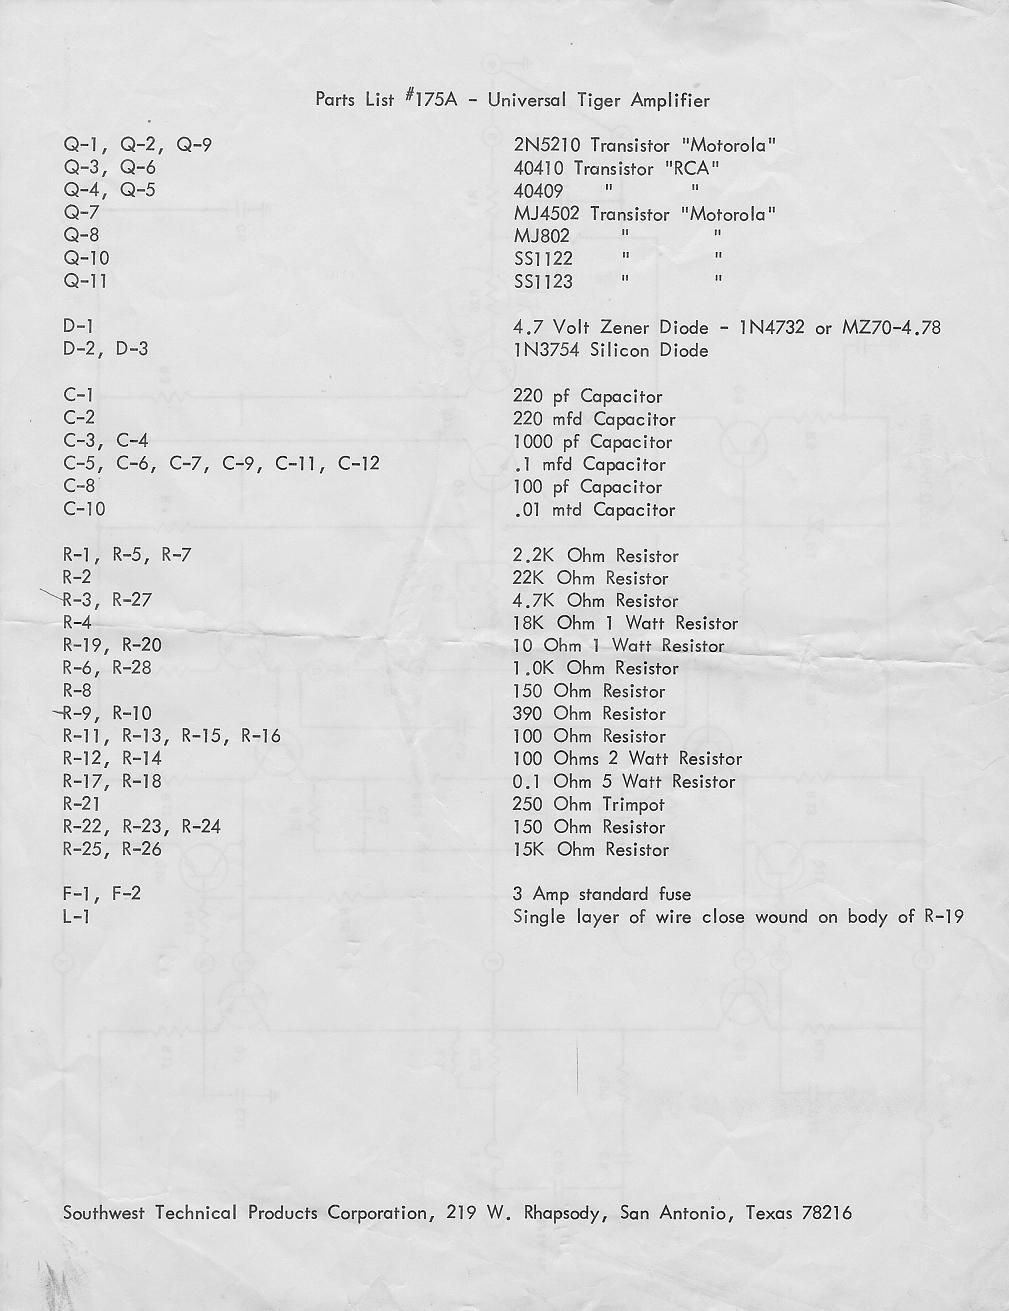 Parts List #175A - Universal Tiger Amplifier
Q-1, Q-2, Q-9 2N5210 Transistor "Motorola"
Q-3, Q-6 40410 Transistor "RCA"
Q-4, Q-5 40409 " "
Q-7 MJ4502 Transistor "Motorola"
Q-8 MJ802 " "
Q-10 SS1122 " "
Q-11 SS1123 " "
D-1 4.7 Volt Zener Diode - 1N4732 or MZ70-4.78
D-2, D-3 1N3754 Silicon Diode
C-1 220 pf Capacitor
C-2 220 mfd Capacitor
C-3, C-4 1000 pf Capacitor
C-5, C-6, C-7, C-9, C-11, C-12 .1 mfd Capacitor
C-8 100 pf Capacitor
C-10 .01 mtd Capacitor
R-1, R-5, R-7 2.2K Ohm Resistor
R-2 22K Ohm Resistor
R-3, R-27 4.7K Ohm Resistor
R-4 18K Ohm 1 Watt Resistor
R-19, R-20 10 Ohm 1 Watt Resistor
R-6, R-28 1.0K Ohm Resistor
R-8 150 Ohm Resistor
R-9, R-10 390 Ohm Resistor
R-11, R-13, R-15, R-16 100 Ohm Resistor
R-12, R-14 100 Ohms 2 Watt Resistor
R-17, R-18 0.1 Ohm 5 Watt Resistor
R-21 250 Ohm Trimpot
R-22, R-23, R-24 150 Ohm Resistor
R-25, R-26 15K Ohm Resistor
F-1, F-2 3 Amp standard fuse
L-1 Single layer of wire close wound on body of R-19
Southwest Technical Products Corporation, 219 W. Rhapsody, San Antonio, Texas 78216